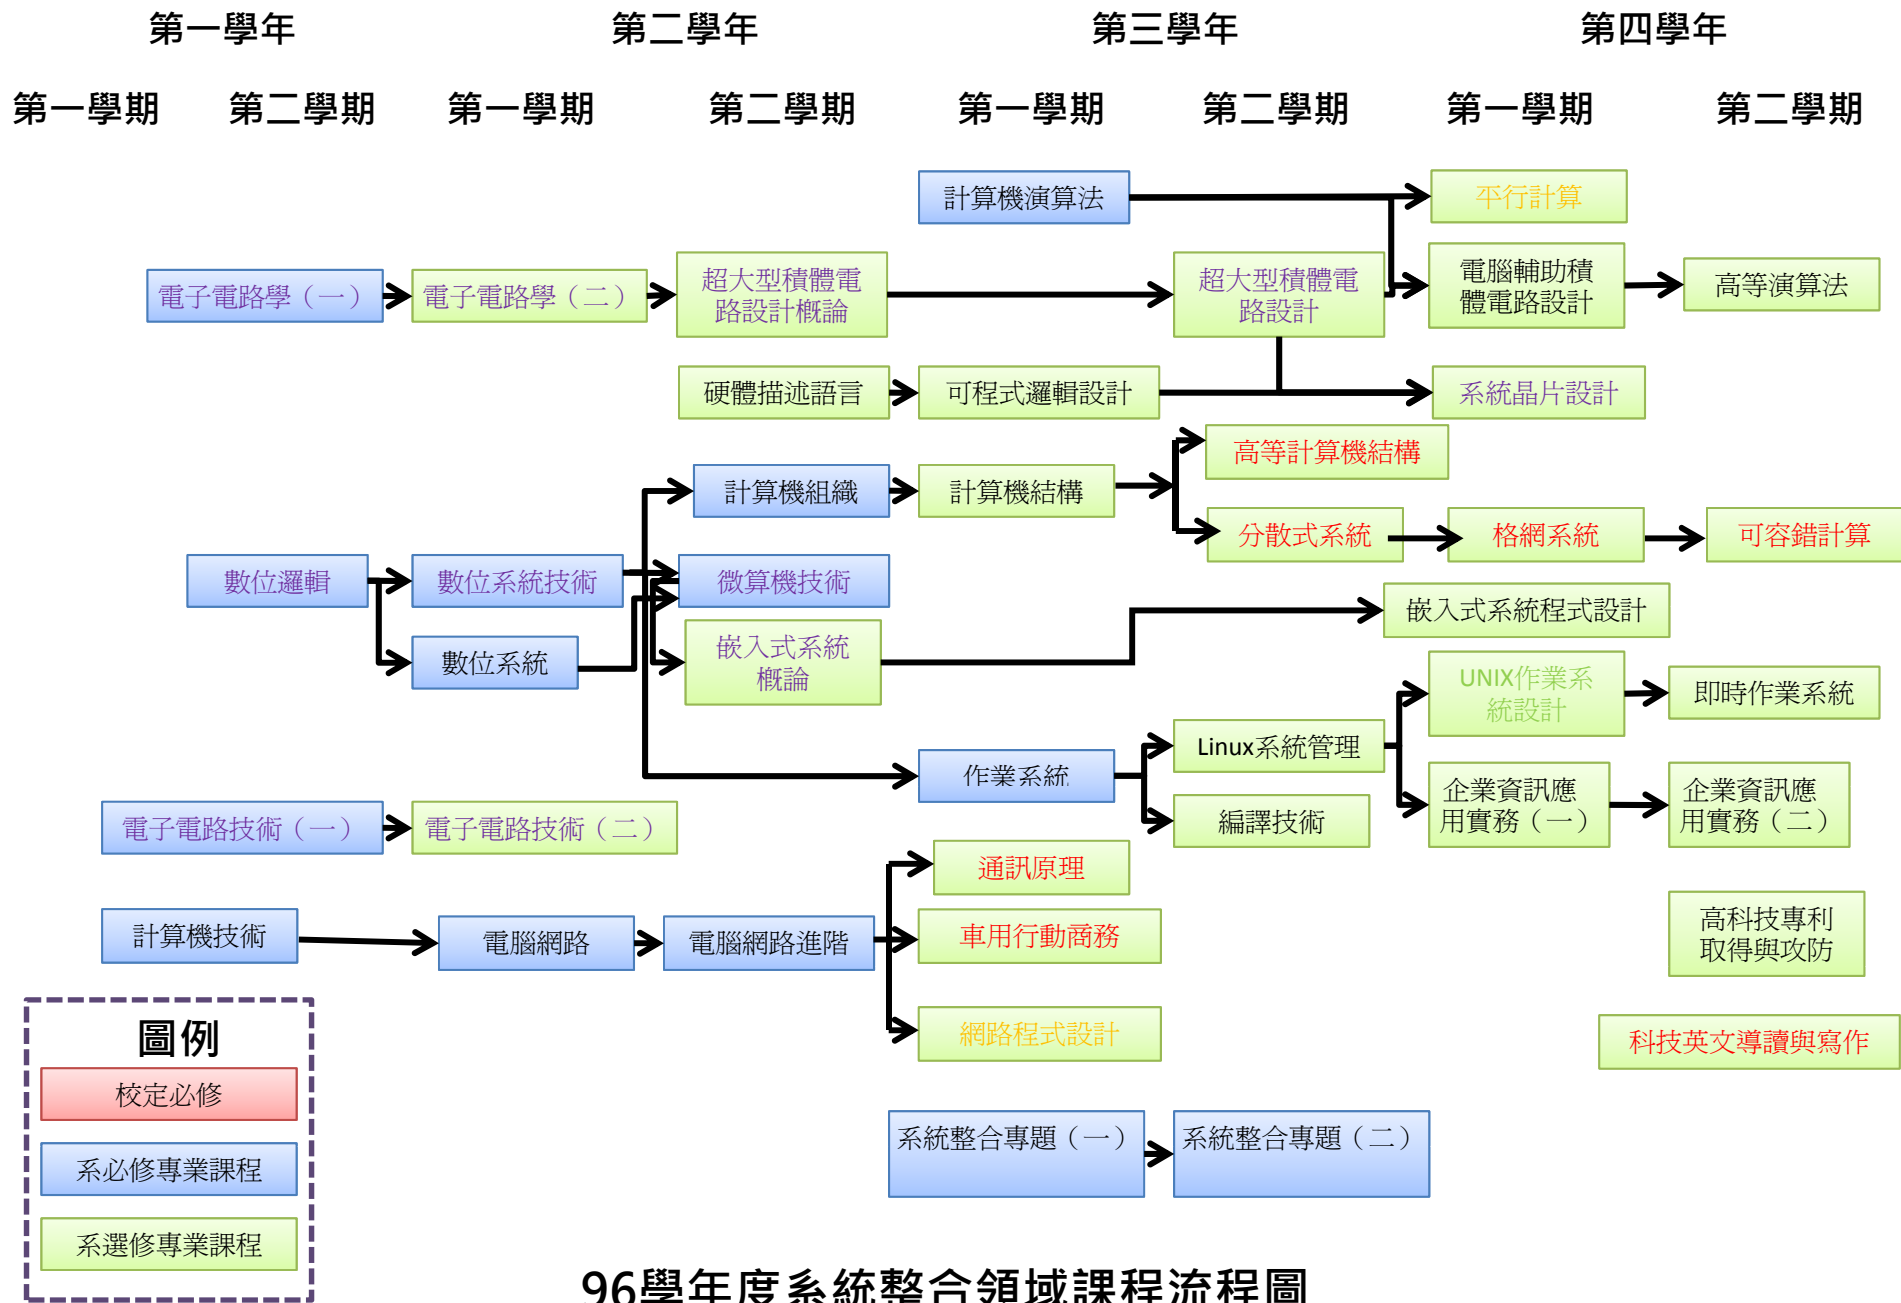 第一學年
第二學年
第三學年
第四學年
第一學期
第二學期
第一學期
第二學期
第一學期
第二學期
第一學期
第二學期
計算機演算法
平行計算
電子電路學（一）
電子電路學（二）
超大型積體電
路設計概論
超大型積體電
路設計
電腦輔助積
體電路設計
高等演算法
硬體描述語言
可程式邏輯設計
系統晶片設計
高等計算機結構
計算機組織
計算機結構
分散式系統
格網系統
可容錯計算
數位邏輯
數位系統技術
微算機技術
嵌入式系統程式設計
數位系統
嵌入式系統
概論
UNIX作業系
統設計
即時作業系統
Linux系統管理
作業系統
企業資訊應
用實務（一）
企業資訊應
用實務（二）
編譯技術
電子電路技術（一）
電子電路技術（二）
通訊原理
計算機技術
電腦網路
電腦網路進階
車用行動商務
高科技專利
取得與攻防
網路程式設計
科技英文導讀與寫作
系統整合專題（一）
系統整合專題（二）
圖例
校定必修
系必修專業課程
系選修專業課程
96學年度系統整合領域課程流程圖